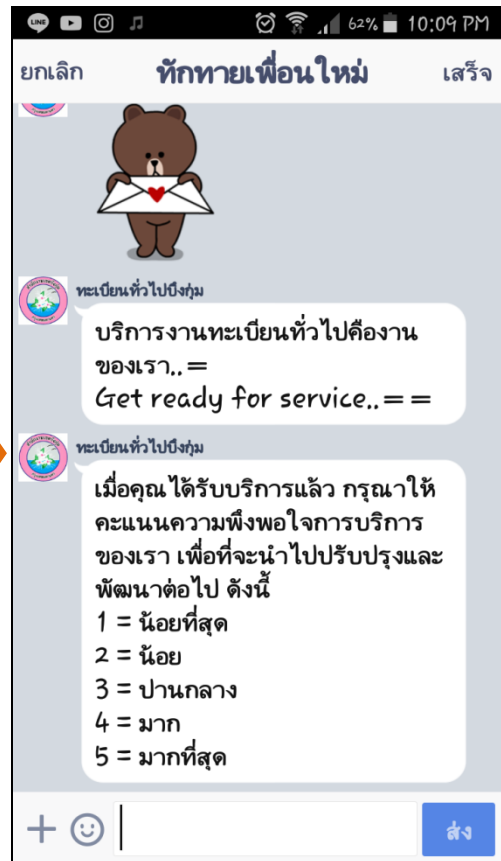 LINE 62% 10:09 PM
ยกเลิก ทักทายเพื่อนใหม่ เสร็จ
ทะเบียนทั่วไปบึงกุ่ม
บริการงานทะเบียนทั่วไปคืองาน
ของเรา..=
Get ready for service..= =
ทะเบียนทั่วไปบึงกุ่ม
เมื่อคุณได้รับบริการแล้ว กรุณาให้
คะแนนความพึงพอใจการบริการ
ของเรา เพื่อที่จะนำไปปรับปรุงและ
พัฒนาต่อไป ดังนี้
1 = น้อยที่สุด
2 = น้อย
3 = ปานกลาง
4 = มาก
5 = มากที่สุด
ส่ง